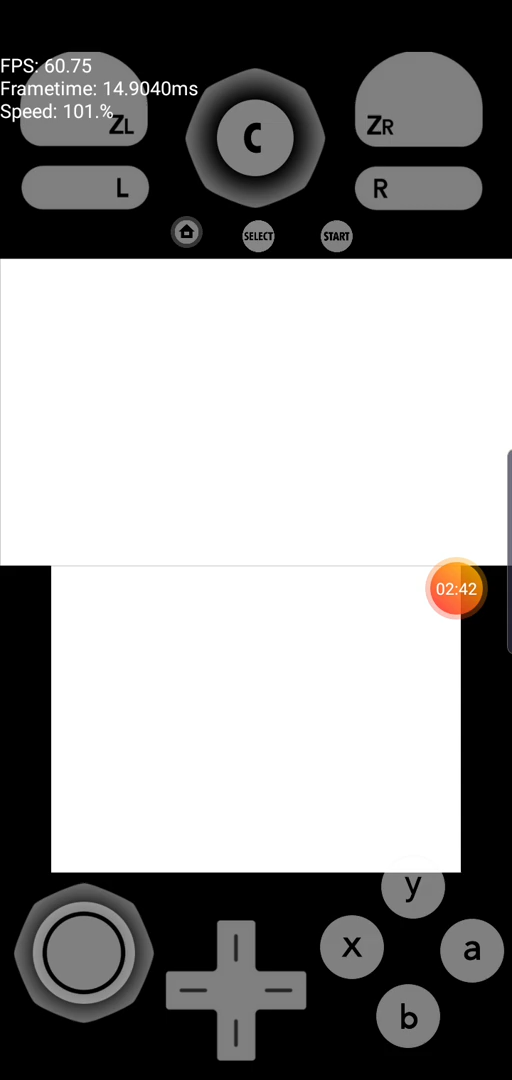 FPS: 60.75
Frametime: 14.9040ms
Speed: 101.%
ZL
C
ZR
L
R
SELECT
START
02:42
y
x
a
b